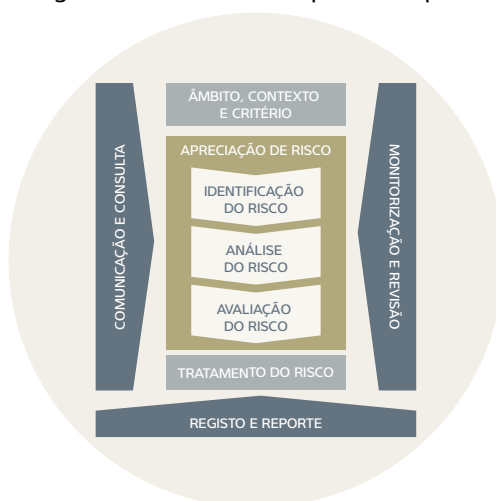 ÂMBITO, CONTEXTO
E CRITÉRIO
APRECIAÇÃO DE RISCO
IDENTIFICAÇÃO
DO RISCO
ANÁLISE
DO RISCO
AVALIAÇÃO
DO RISCO
TRATAMENTO DO RISCO
COMUNICAÇÃO E CONSULTA
MONITORIZAÇÃO E REVISÃO
REGISTO E REPORTE